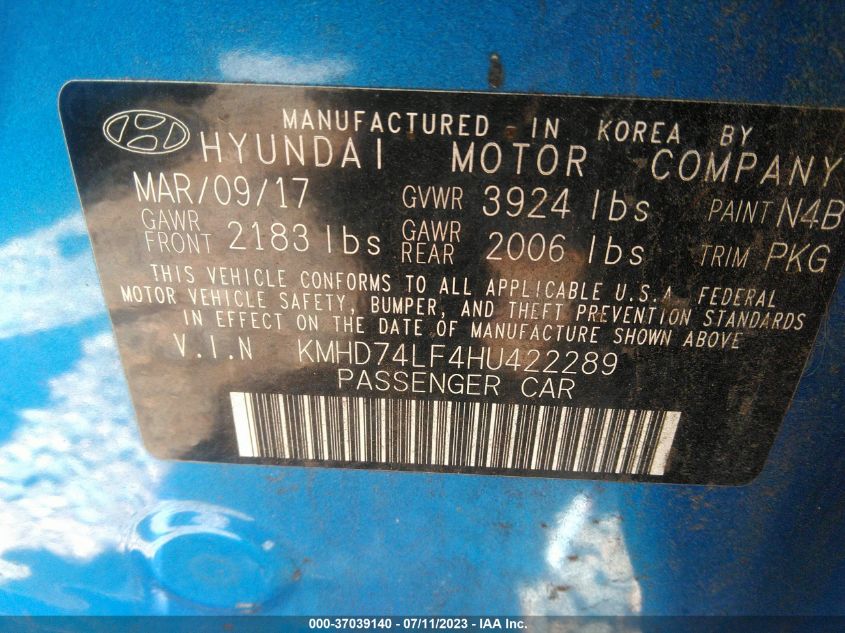 MANUFACTURED IN KOREA BY
HYUNDAI MOTOR COMPANY
MAR/09/17 GVWR 3924 lbs PAINT N4B
GAWR FRONT 2183 lbs GAWR REAR 2006 lbs TRIM PKG
THIS VEHICLE CONFORMS TO ALL APPLICABLE U.S.A. FEDERAL
MOTOR VEHICLE SAFETY, BUMPER, AND THEFT PREVENTION STANDARDS
IN EFFECT ON THE DATE OF MANUFACTURE SHOWN ABOVE
V.I.N KMHD74LF4HU422289
PASSENGER CAR
000-37039140 - 07/11/2023 - IAA Inc.